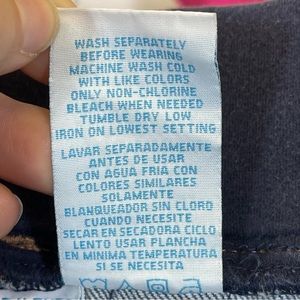 WASH SEPARATELY
BEFORE WEARING
MACHINE WASH COLD
WITH LIKE COLORS
ONLY NON-CHLORINE
BLEACH WHEN NEEDED
TUMBLE DRY LOW
IRON ON LOWEST SETTING
LAVAR SEPARADAMENTE
ANTES DE USAR
CON AGUA FRIA CON
COLORES SIMILARES
SOLAMENTE
BLANQUEADOR SIN CLORO
CUANDO NECESITE
SECAR EN SECADORA CICLO
LENTO USAR PLANCHA
EN MINIMA TEMPERATURA
SI SE NECESITA